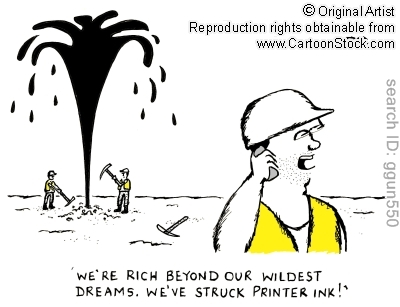 © Original Artist
Reproduction rights obtainable from
www.CartoonStock.com
search ID: ggun550
'WE'RE RICH BEYOND OUR WILDEST
DREAMS. WE'VE STRUCK PRINTER INK!'